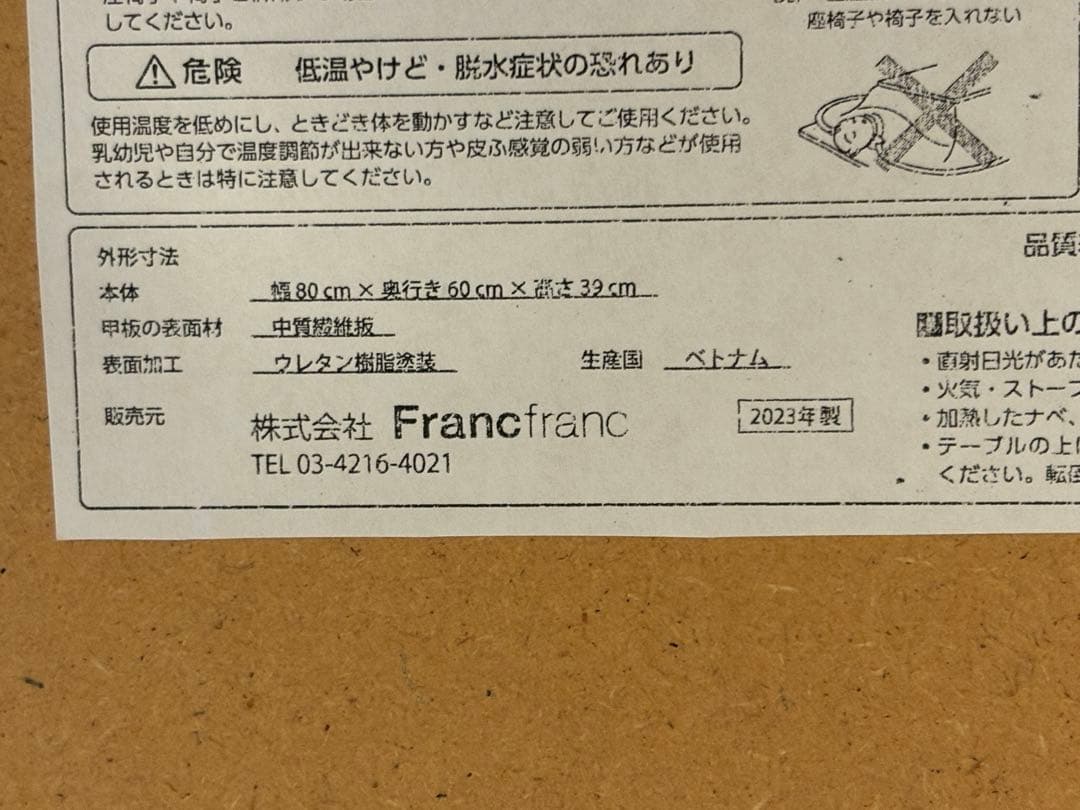 してください。
座椅子や椅子を入れない
危険 低温やけど・脱水症状の恐れあり
使用温度を低めにし、ときどき体を動かすなど注意してご使用ください。
乳幼児や自分で温度調節が出来ない方や皮ふ感覚の弱い方などが使用
されるときは特に注意してください。
外形寸法
本体 幅80cm×奥行き60cm×高さ39cm
甲板の表面材 中質繊維板
表面加工 ウレタン樹脂塗装 生産国 ベトナム
販売元 株式会社 Francfranc 2023年製
TEL 03-4216-4021
品質
取扱い上の
・直射日光があた
・火気・ストーブ
・加熱したナベ、
・テーブルの上に
ください。転倒